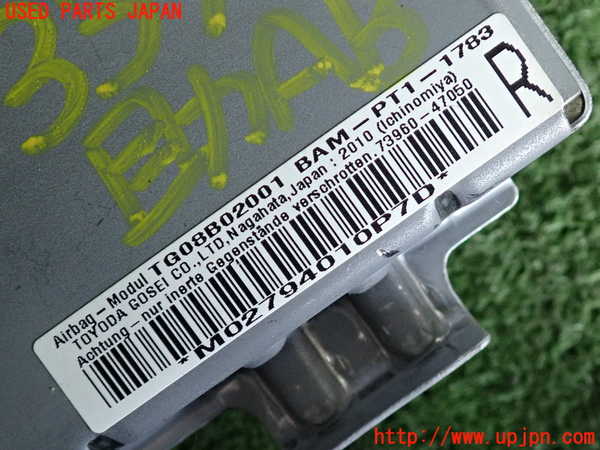 USED PARTS JAPAN
Airbag - Modul TG08B02001 BAM-PT1-1783
TOYODA GOSEI CO.,LTD,Nagahata,Japan : 2010 (Ichinomiya)
Achtung - nur inerte Gegenstände verschrotten. 73960-47050
R
*M02794010P7D*
http://www.upjpn.com/